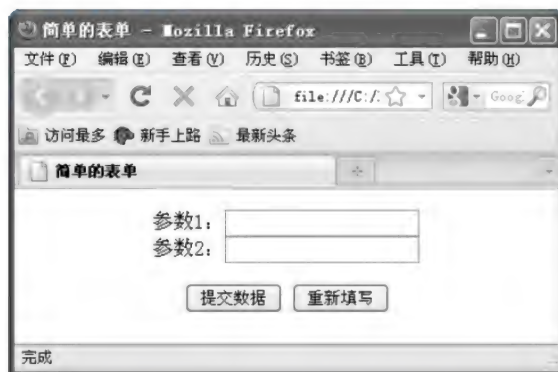 简单的表单 - Mozilla Firefox
文件(F) 编辑(E) 查看(V) 历史(S) 书签(B) 工具(T) 帮助(H)
file:///C:/ Goog
访问最多 新手上路 最新头条
简单的表单
参数1：
参数2：
提交数据 重新填写
完成